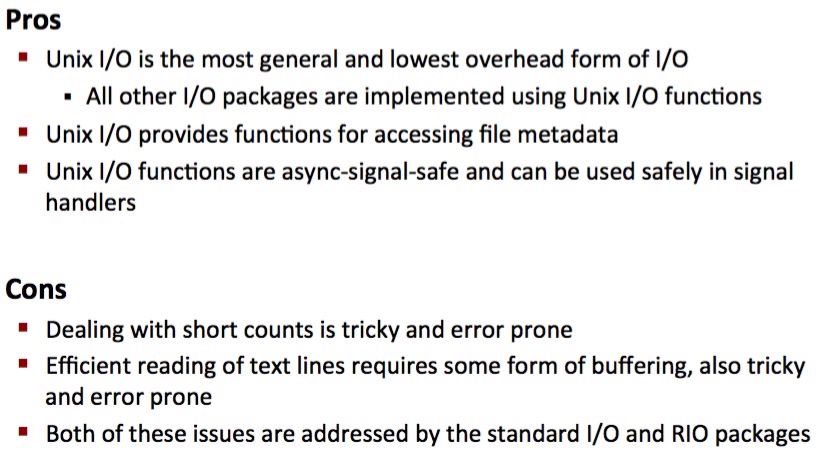 Pros
▪ Unix I/O is the most general and lowest overhead form of I/O
▪ All other I/O packages are implemented using Unix I/O functions
▪ Unix I/O provides functions for accessing file metadata
▪ Unix I/O functions are async-signal-safe and can be used safely in signal
handlers
Cons
▪ Dealing with short counts is tricky and error prone
▪ Efficient reading of text lines requires some form of buffering, also tricky
and error prone
▪ Both of these issues are addressed by the standard I/O and RIO packages